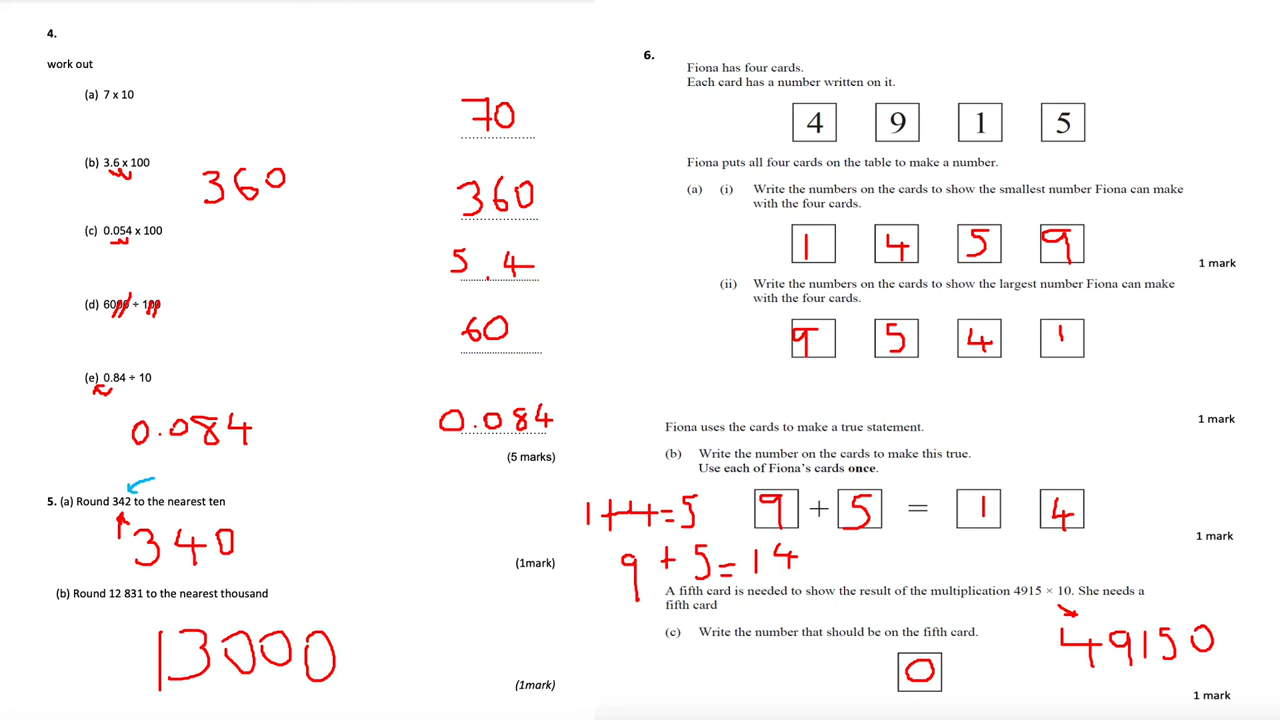 4.
work out
(a) 7 x 10
70
(b) 3.6 x 100
360
360
(c) 0.054 x 100
5.4
(d) 6000 ÷ 100
60
(e) 0.84 ÷ 10
0.084
0.084
(5 marks)
5. (a) Round 342 to the nearest ten
340
(1mark)
(b) Round 12 831 to the nearest thousand
13000
(1mark)
6.
Fiona has four cards.
Each card has a number written on it.
4 9 1 5
Fiona puts all four cards on the table to make a number.
(a) (i) Write the numbers on the cards to show the smallest number Fiona can make
with the four cards.
1 4 5 9
1 mark
(ii) Write the numbers on the cards to show the largest number Fiona can make
with the four cards.
9 5 4 1
1 mark
Fiona uses the cards to make a true statement.
(b) Write the number on the cards to make this true.
Use each of Fiona's cards once.
1+4=5
9 + 5 = 1 4
1 mark
9 + 5 = 14
A fifth card is needed to show the result of the multiplication 4915 × 10. She needs a
fifth card
(c) Write the number that should be on the fifth card.
49150
0
1 mark